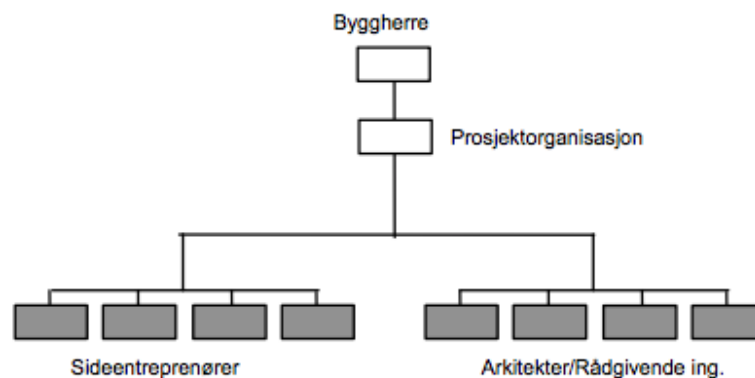 Byggherre
Prosjektorganisasjon
Sideentreprenører
Arkitekter/Rådgivende ing.